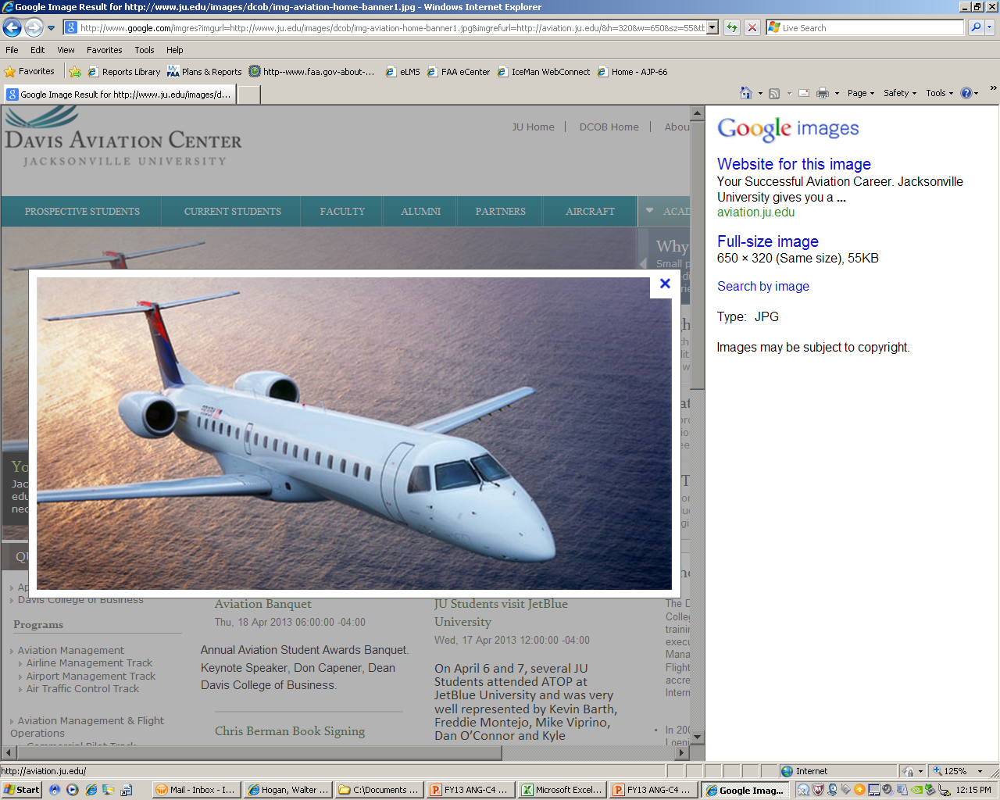 Google Image Result for http://www.ju.edu/images/dcob/img-aviation-home-banner1.jpg - Windows Internet Explorer
http://www.google.com/imgres?imgurl=http://www.ju.edu/images/dcob/img-aviation-home-banner1.jpg&imgrefurl=http://aviation.ju.edu/&h=320&w=650&sz=55&tb
Live Search
File Edit View Favorites Tools Help
Favorites Reports Library Plans & Reports http--www.faa.gov-about-... eLMS FAA eCenter IceMan WebConnect Home - AJP-66
Google Image Result for http://www.ju.edu/images/d...
Page Safety Tools
JU Home DCOB Home Abou
DAVIS AVIATION CENTER
JACKSONVILLE UNIVERSITY
PROSPECTIVE STUDENTS CURRENT STUDENTS FACULTY ALUMNI PARTNERS AIRCRAFT ACAD
Why
Small p
Yo
Jac
edu
nec
QU
Ap
Davis College of Business
Programs
Aviation Management
Airline Management Track
Airport Management Track
Air Traffic Control Track
Aviation Management & Flight
Operations
Commercial Pilot Track
Aviation Banquet
Thu, 18 Apr 2013 06:00:00 -04:00
Annual Aviation Student Awards Banquet.
Keynote Speaker, Don Capener, Dean
Davis College of Business.
Chris Berman Book Signing
JU Students visit JetBlue
University
Wed, 17 Apr 2013 12:00:00 -04:00
On April 6 and 7, several JU
Students attended ATOP at
JetBlue University and was very
well represented by Kevin Barth,
Freddie Montejo, Mike Viprino,
Dan O'Connor and Kyle
The D
Colleg
trainin
execu
Mana
Flight
accre
Intern
In 200
Loeni
Google images
Website for this image
Your Successful Aviation Career. Jacksonville
University gives you a ...
aviation.ju.edu
Full-size image
650 × 320 (Same size), 55KB
Search by image
Type: JPG
Images may be subject to copyright.
http://aviation.ju.edu/
Internet
125%
Start Mail - Inbox - I... Hogan, Walter ... C:\Documents ... FY13 ANG-C4 ... Microsoft Excel... FY13 ANG-C4 ... Google Imag... 12:15 PM